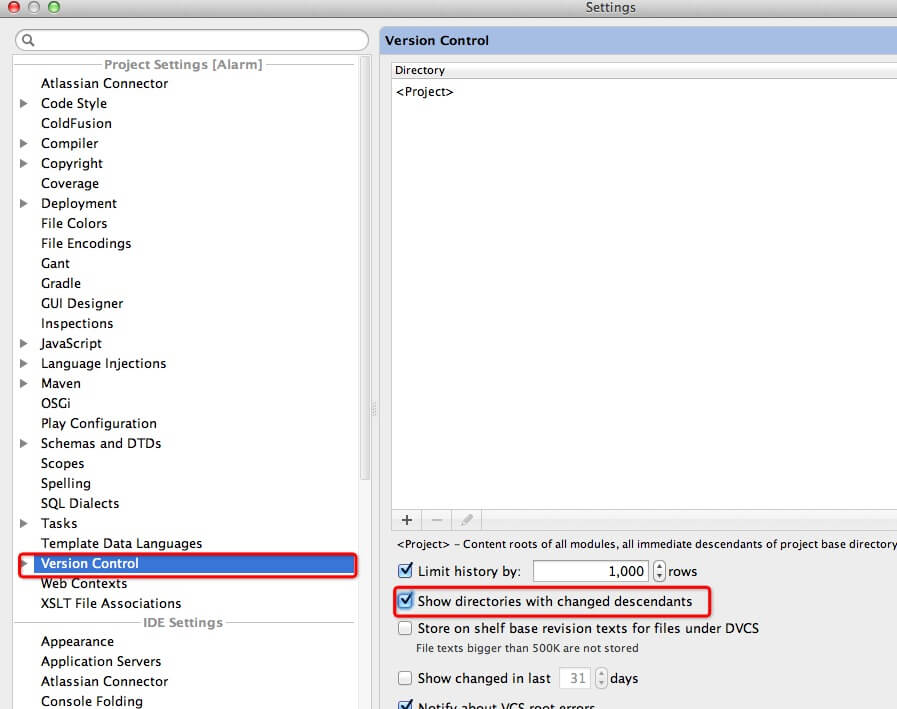 Settings
Project Settings [Alarm]
Atlassian Connector
Code Style
ColdFusion
Compiler
Copyright
Coverage
Deployment
File Colors
File Encodings
Gant
Gradle
GUI Designer
Inspections
JavaScript
Language Injections
Maven
OSGi
Play Configuration
Schemas and DTDs
Scopes
Spelling
SQL Dialects
Tasks
Template Data Languages
Version Control
Web Contexts
XSLT File Associations
IDE Settings
Appearance
Application Servers
Atlassian Connector
Console Folding
Version Control
Directory
<Project>
<Project> – Content roots of all modules, all immediate descendants of project base directory
Limit history by: 1,000 rows
Show directories with changed descendants
Store on shelf base revision texts for files under DVCS
File texts bigger than 500K are not stored
Show changed in last 31 days
Notify about VCS root errors